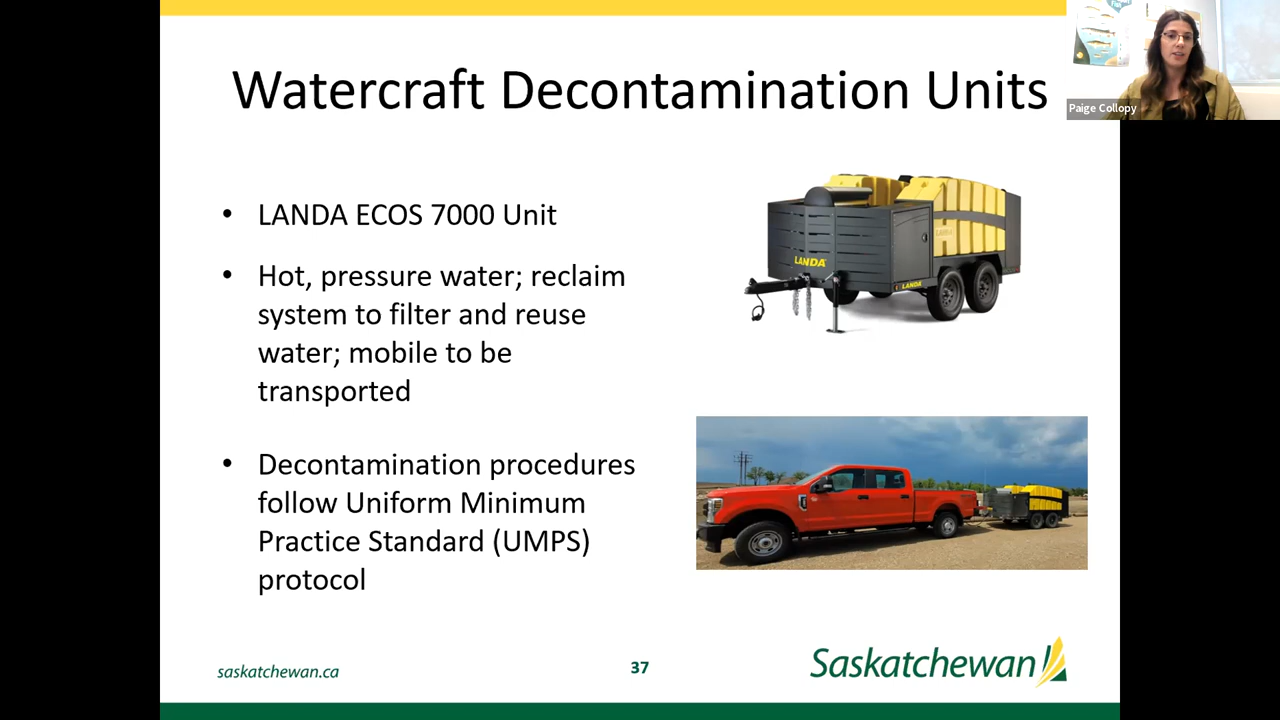 Watercraft Decontamination Units
Paige Collopy
• LANDA ECOS 7000 Unit
• Hot, pressure water; reclaim
system to filter and reuse
water; mobile to be
transported
• Decontamination procedures
follow Uniform Minimum
Practice Standard (UMPS)
protocol
LANDA
LANDA
LANDA
saskatchewan.ca
37
Saskatchewan